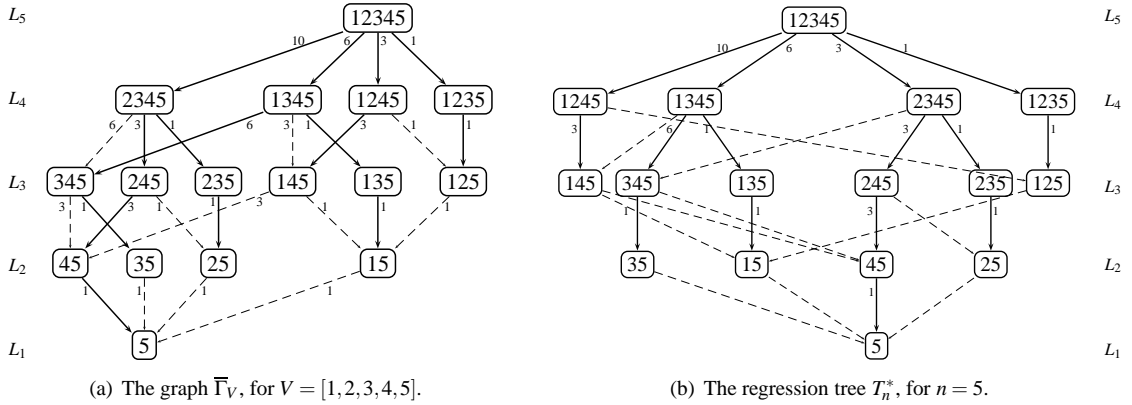 L5 12345 12345 L5
10 6 3 1 10 6 3 1
L4 2345 1345 1245 1235 1245 1345 2345 1235 L4
6 3 1 6 3 1 3 1 1 3 6 1 3 1 1
L3 345 245 235 145 135 125 145 345 135 245 235 125 L3
3 1 3 1 1 3 1 1 1 1 1 3 1
L2 45 35 25 15 35 15 45 25 L2
1 1 1 1 1
L1 5 5 L1
(a) The graph Γ̅V, for V = [1,2,3,4,5].
(b) The regression tree T*n, for n = 5.